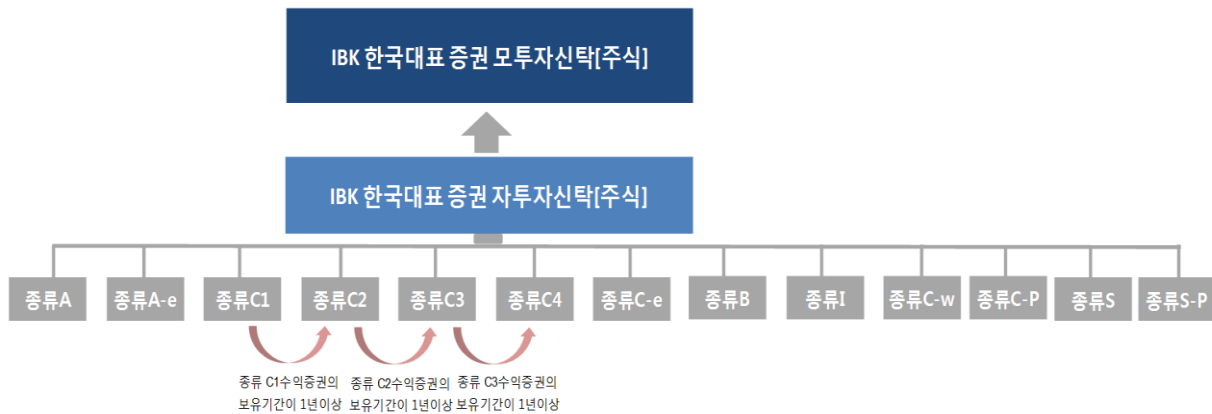 IBK 한국대표 증권 모투자신탁[주식]
IBK 한국대표 증권 자투자신탁[주식]
종류A
종류A-e
종류C1
종류C2
종류C3
종류C4
종류C-e
종류B
종류I
종류C-w
종류C-P
종류S
종류S-P
종류 C1수익증권의
보유기간이 1년이상
종류 C2수익증권의
보유기간이 1년이상
종류 C3수익증권의
보유기간이 1년이상